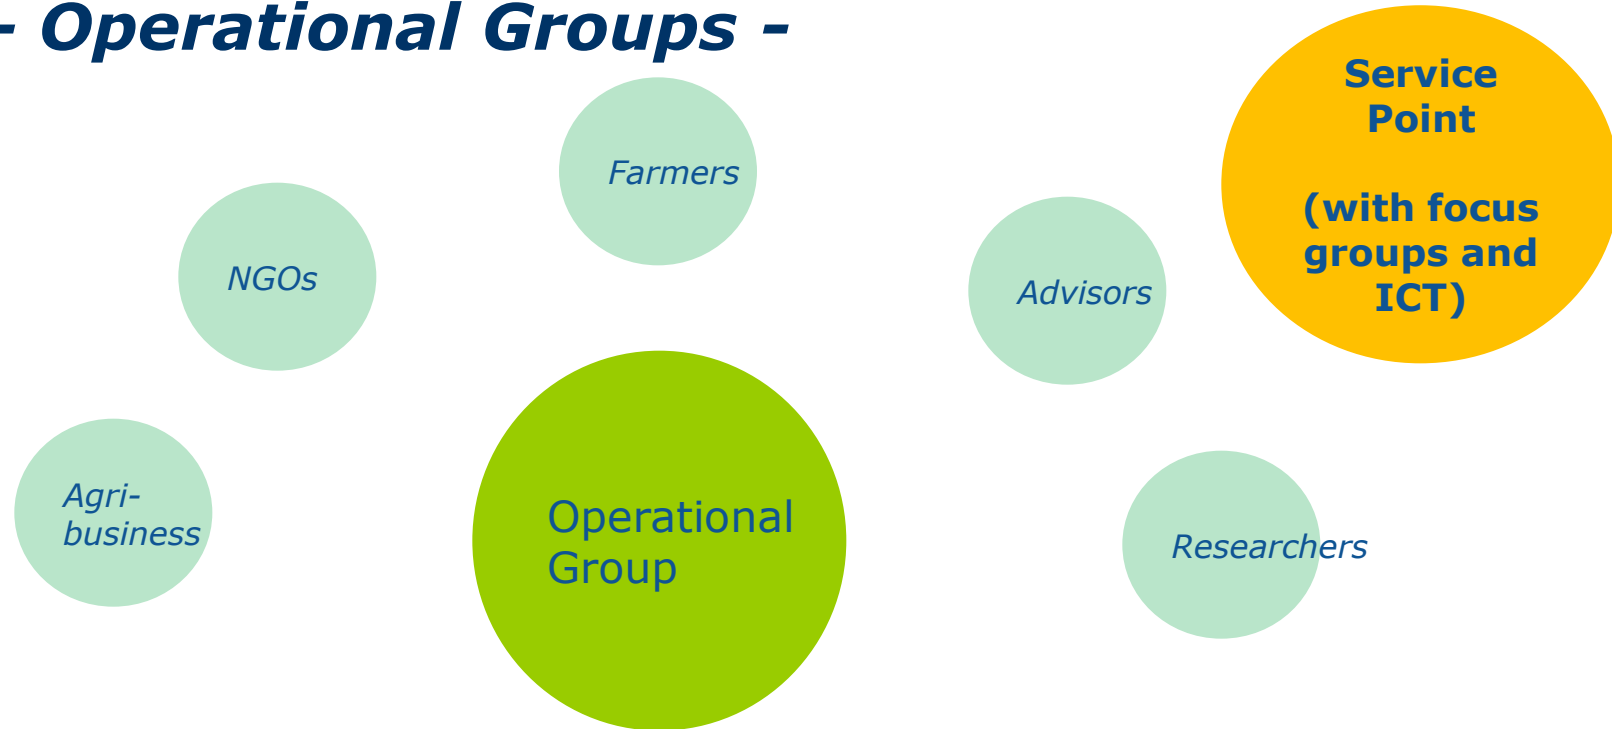 - Operational Groups -
Service
Point
(with focus
groups and
ICT)
Farmers
NGOs
Advisors
Agri-
business
Operational
Group
Researchers